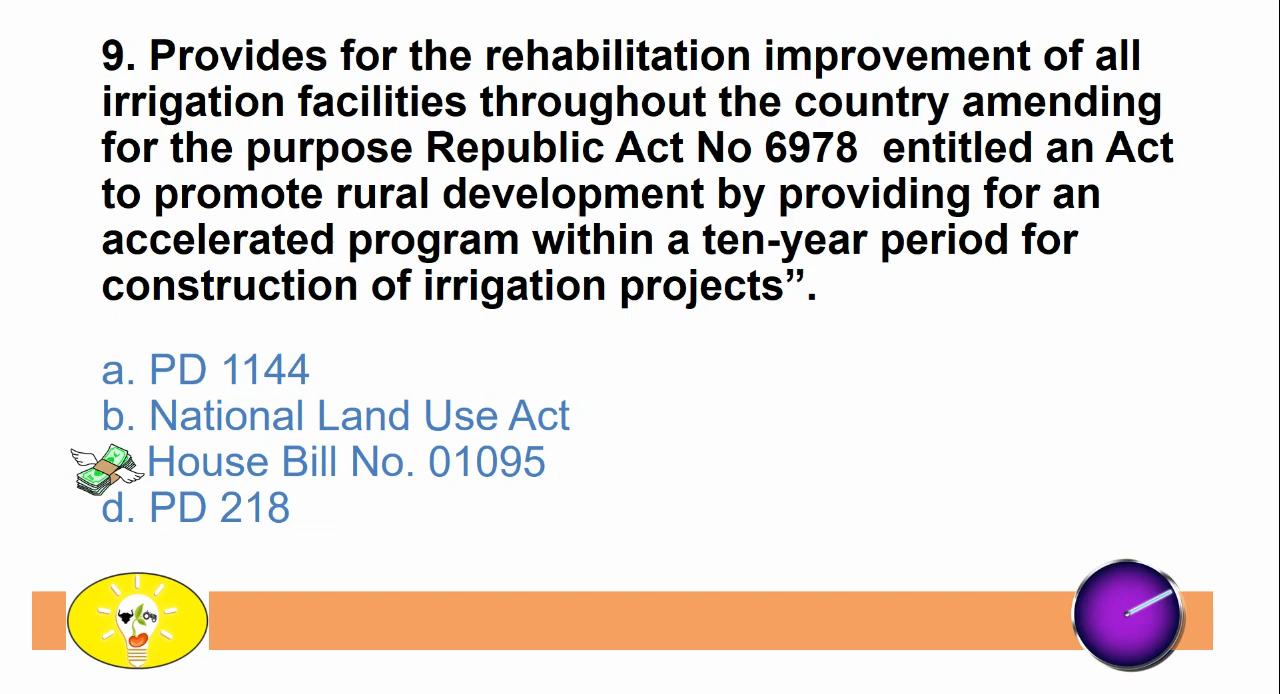 9. Provides for the rehabilitation improvement of all
irrigation facilities throughout the country amending
for the purpose Republic Act No 6978  entitled an Act
to promote rural development by providing for an
accelerated program within a ten-year period for
construction of irrigation projects”.
a. PD 1144
b. National Land Use Act
House Bill No. 01095
d. PD 218